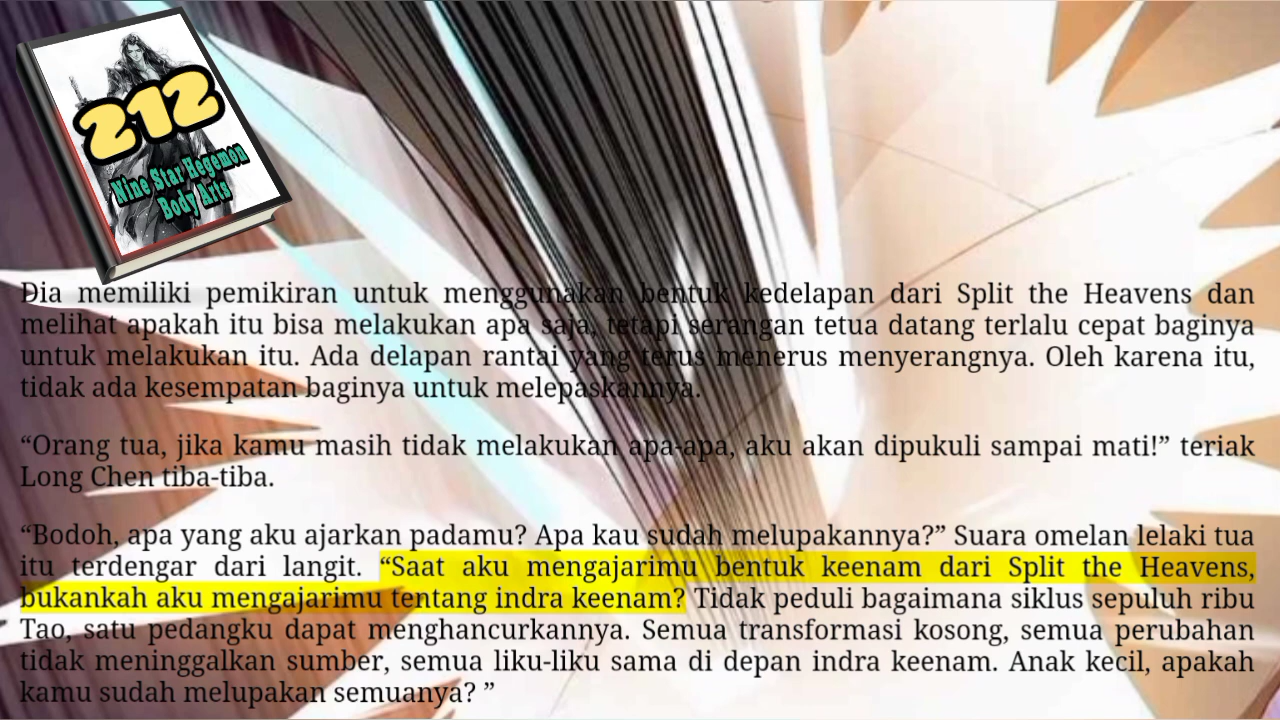 212
Nine Star Hegemon
Body Arts
Dia memiliki pemikiran untuk menggunakan bentuk kedelapan dari Split the Heavens dan
melihat apakah itu bisa melakukan apa saja, tetapi serangan tetua datang terlalu cepat baginya
untuk melakukan itu. Ada delapan rantai yang terus menerus menyerangnya. Oleh karena itu,
tidak ada kesempatan baginya untuk melepaskannya.
“Orang tua, jika kamu masih tidak melakukan apa-apa, aku akan dipukuli sampai mati!” teriak
Long Chen tiba-tiba.
“Bodoh, apa yang aku ajarkan padamu? Apa kau sudah melupakannya?” Suara omelan lelaki tua
itu terdengar dari langit. “Saat aku mengajarimu bentuk keenam dari Split the Heavens,
bukankah aku mengajarimu tentang indra keenam? Tidak peduli bagaimana siklus sepuluh ribu
Tao, satu pedangku dapat menghancurkannya. Semua transformasi kosong, semua perubahan
tidak meninggalkan sumber, semua liku-liku sama di depan indra keenam. Anak kecil, apakah
kamu sudah melupakan semuanya? ”